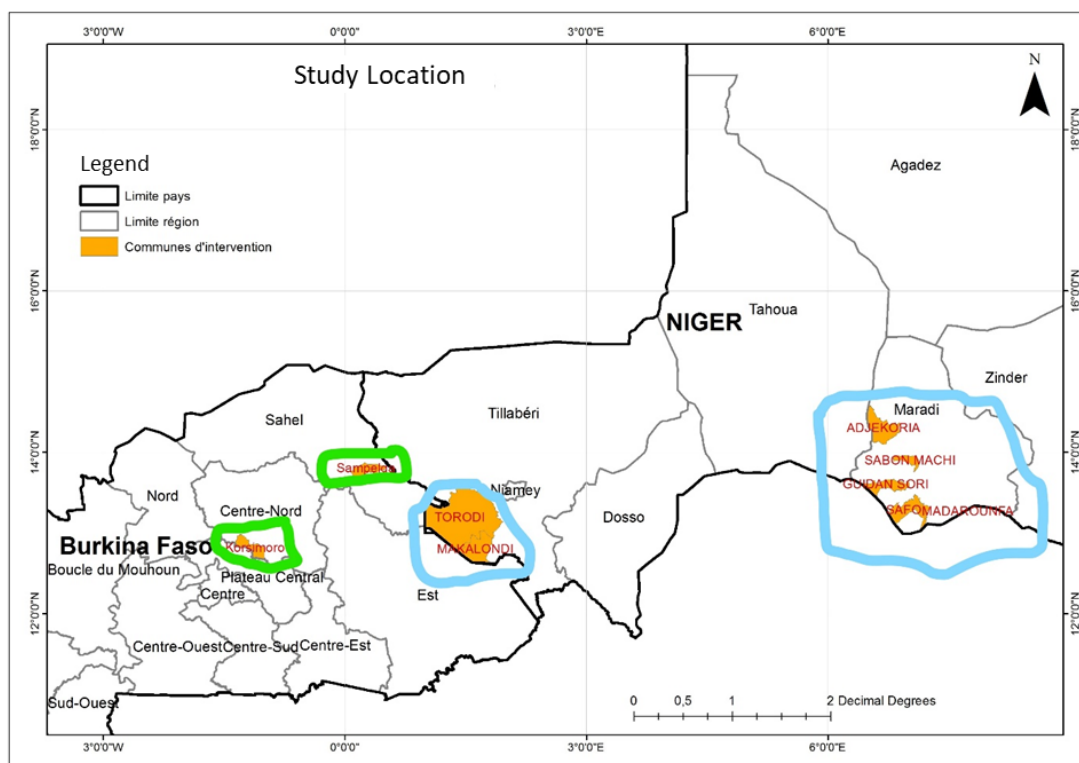 3°0'0"W 0°0'0" 3°0'0"E 6°0'0"E
Study Location
N
18°0'0"N
18°0'0"N
Legend
Limite pays
Limite région
Communes d'intervention
Agadez
16°0'0"N
16°0'0"N
NIGER
Tahoua
Zinder
Sahel
Tillabéri
Maradi
ADJEKORIA
14°0'0"N
14°0'0"N
Sampelga
SABON MACHI
GUIDAN SORI
Nord
Niamey
Centre-Nord
TORODI
Dosso
SAFO
MADAROUNFA
Burkina Faso
Korsimoro
MAKALONDI
Boucle du Mouhoun
Plateau Central
Centre
Est
12°0'0"N
12°0'0"N
Centre-Ouest
Centre-Sud
Centre-Est
Sud-Ouest
0 0,5 1 2 Decimal Degrees
3°0'0"W 0°0'0" 3°0'0"E 6°0'0"E